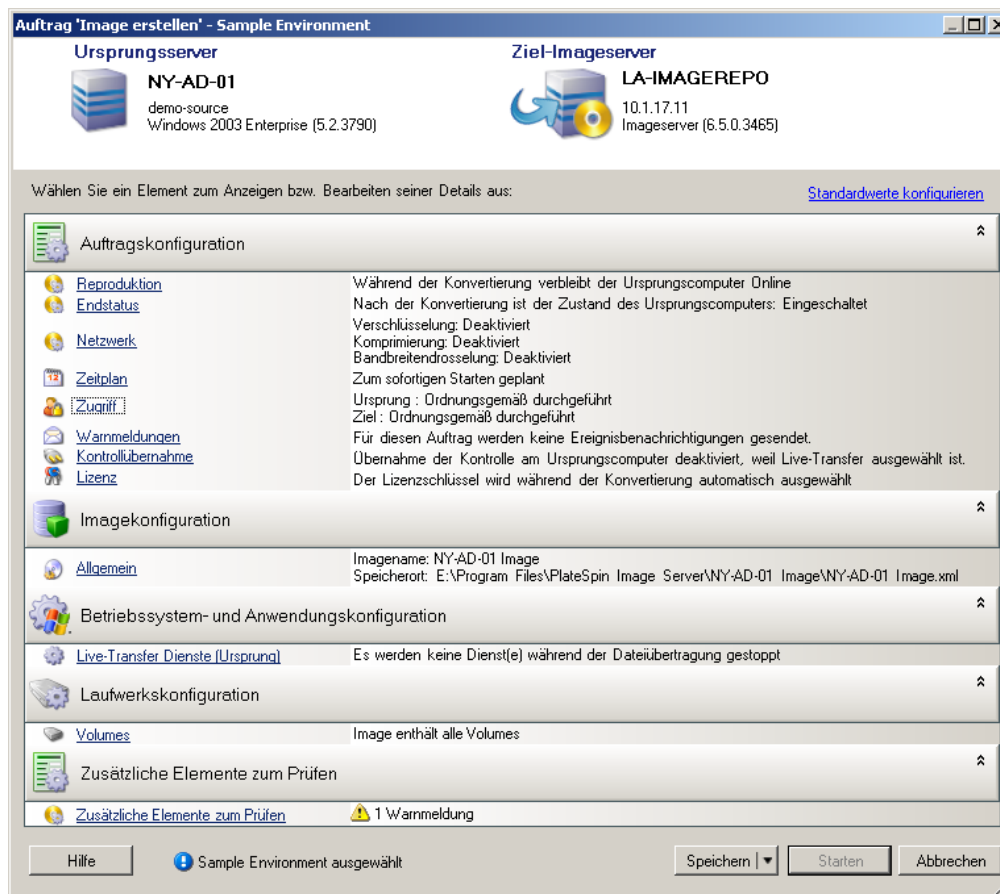 Auftrag 'Image erstellen' - Sample Environment
Ursprungsserver
NY-AD-01
demo-source
Windows 2003 Enterprise (5.2.3790)
Ziel-Imageserver
LA-IMAGEREPO
10.1.17.11
Imageserver (6.5.0.3465)
Wählen Sie ein Element zum Anzeigen bzw. Bearbeiten seiner Details aus:
Standardwerte konfigurieren
Auftragskonfiguration
Reproduktion Während der Konvertierung verbleibt der Ursprungscomputer Online
Endstatus Nach der Konvertierung ist der Zustand des Ursprungscomputers: Eingeschaltet
Netzwerk
Verschlüsselung: Deaktiviert
Komprimierung: Deaktiviert
Bandbreitendrosselung: Deaktiviert
Zeitplan Zum sofortigen Starten geplant
Zugriff
Ursprung : Ordnungsgemäß durchgeführt
Ziel : Ordnungsgemäß durchgeführt
Warnmeldungen Für diesen Auftrag werden keine Ereignisbenachrichtigungen gesendet.
Kontrollübernahme Übernahme der Kontrolle am Ursprungscomputer deaktiviert, weil Live-Transfer ausgewählt ist.
Lizenz Der Lizenzschlüssel wird während der Konvertierung automatisch ausgewählt
Imagekonfiguration
Allgemein
Imagename: NY-AD-01 Image
Speicherort: E:\Program Files\PlateSpin Image Server\NY-AD-01 Image\NY-AD-01 Image.xml
Betriebssystem- und Anwendungskonfiguration
Live-Transfer Dienste (Ursprung) Es werden keine Dienst(e) während der Dateiübertragung gestoppt
Laufwerkskonfiguration
Volumes Image enthält alle Volumes
Zusätzliche Elemente zum Prüfen
Zusätzliche Elemente zum Prüfen 1 Warnmeldung
Hilfe Sample Environment ausgewählt Speichern Starten Abbrechen